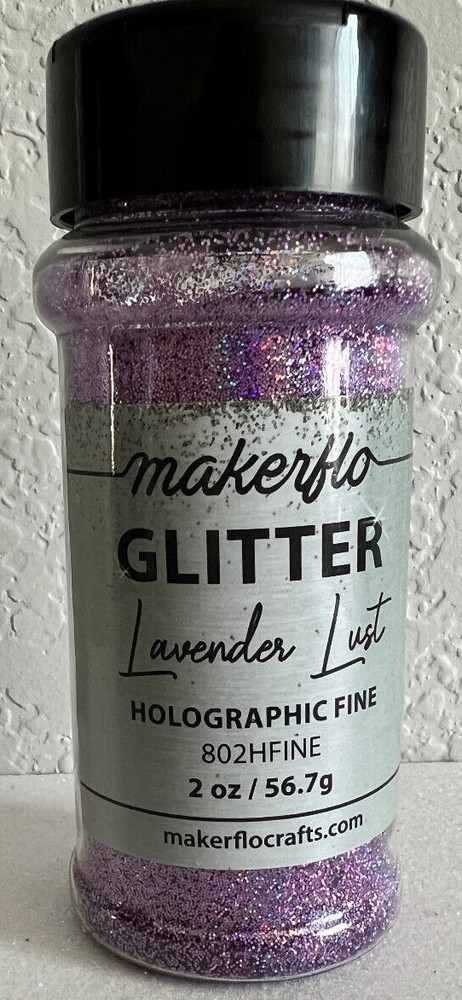 makerflo
GLITTER
Lavender Lust
HOLOGRAPHIC FINE
802HFINE
2 oz / 56.7g
makerflocrafts.com